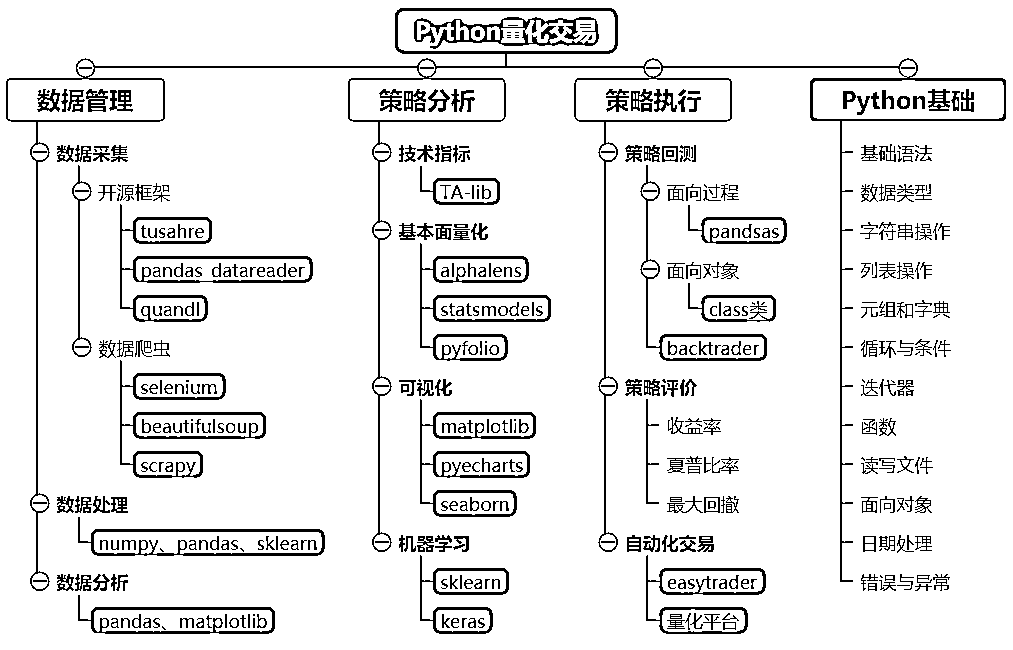 Python量化交易
数据管理
数据采集
开源框架
tusahre
pandas_datareader
quandl
数据爬虫
selenium
beautifulsoup
scrapy
数据处理
numpy、pandas、sklearn
数据分析
pandas、matplotlib
策略分析
技术指标
TA-lib
基本面量化
alphalens
statsmodels
pyfolio
可视化
matplotlib
pyecharts
seaborn
机器学习
sklearn
keras
策略执行
策略回测
面向过程
pandsas
面向对象
class类
backtrader
策略评价
收益率
夏普比率
最大回撤
自动化交易
easytrader
量化平台
Python基础
基础语法
数据类型
字符串操作
列表操作
元组和字典
循环与条件
迭代器
函数
读写文件
面向对象
日期处理
错误与异常